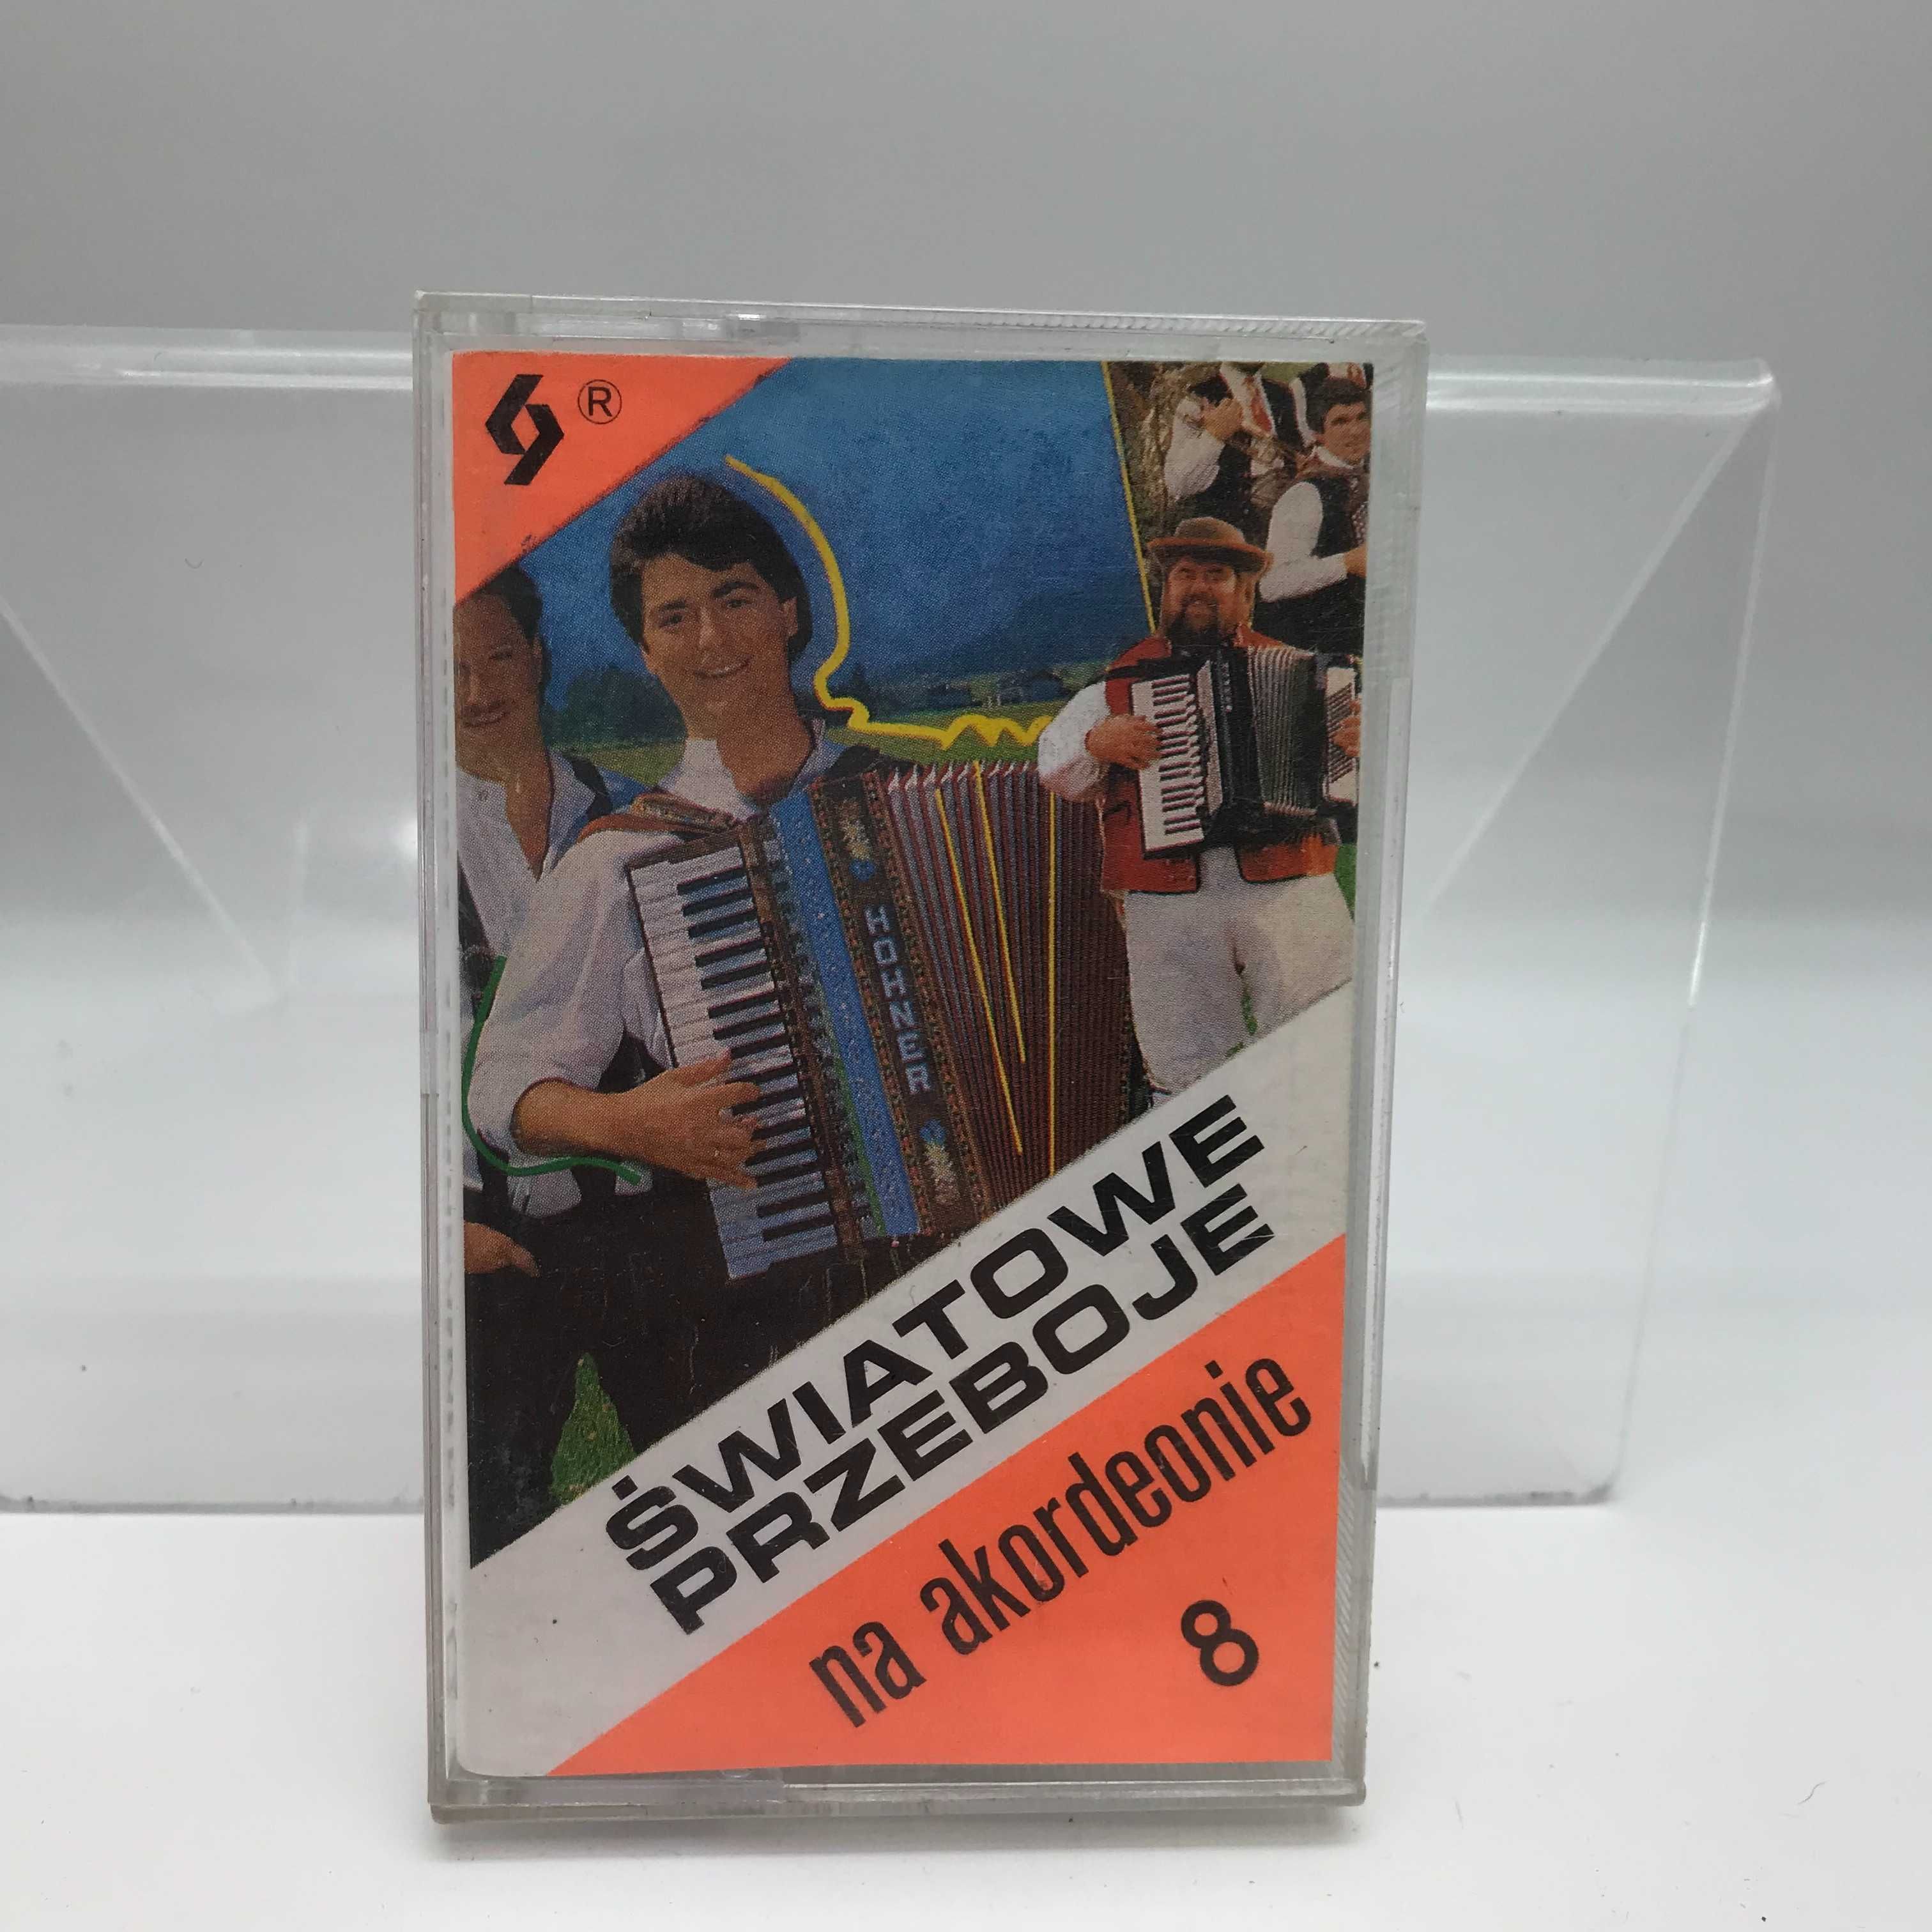 ®
HOHNER
ŚWIATOWE
PRZEBOJE
na akordeonie
8